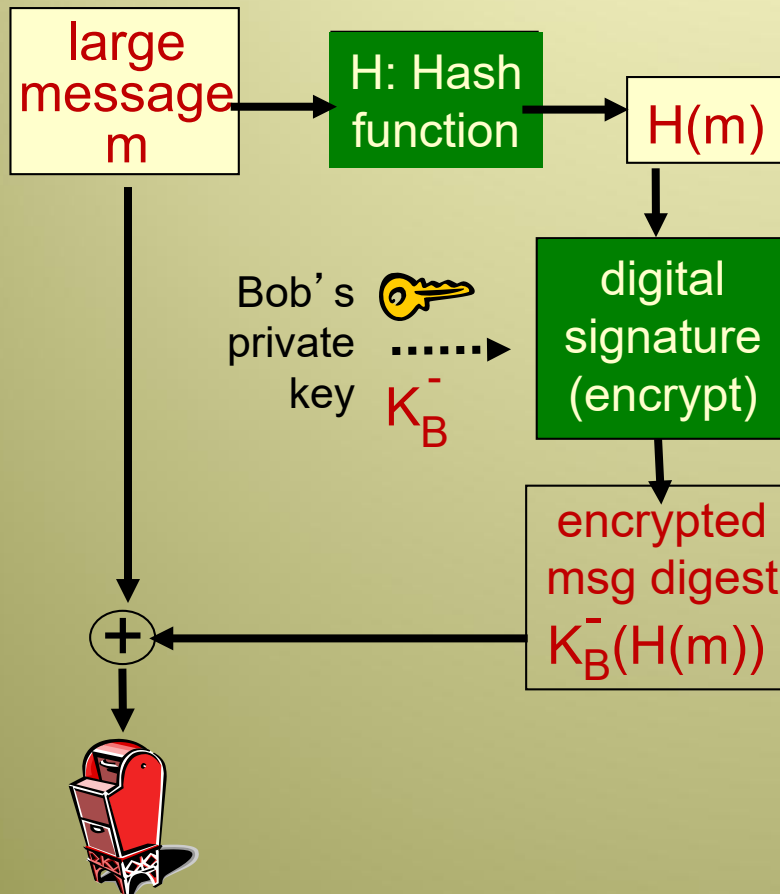 large
message
m
H: Hash
function
H(m)
Bob's
private
key
K_B^-
digital
signature
(encrypt)
encrypted
msg digest
K_B^-(H(m))
+